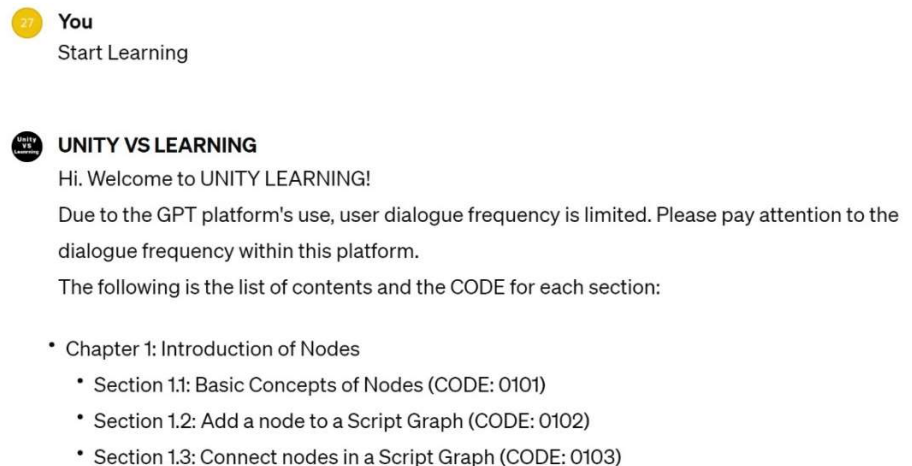 27
You
Start Learning
Unity
VS
Learning
UNITY VS LEARNING
Hi. Welcome to UNITY LEARNING!
Due to the GPT platform's use, user dialogue frequency is limited. Please pay attention to the
dialogue frequency within this platform.
The following is the list of contents and the CODE for each section:
• Chapter 1: Introduction of Nodes
• Section 1.1: Basic Concepts of Nodes (CODE: 0101)
• Section 1.2: Add a node to a Script Graph (CODE: 0102)
• Section 1.3: Connect nodes in a Script Graph (CODE: 0103)